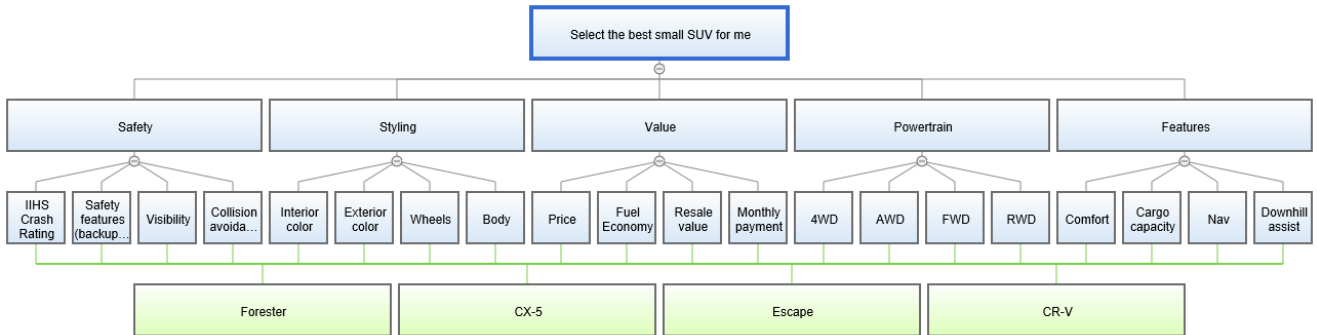 Select the best small SUV for me
Safety
Styling
Value
Powertrain
Features
IIHS
Crash
Rating
Safety
features
(backup...
Visibility
Collision
avoida...
Interior
color
Exterior
color
Wheels
Body
Price
Fuel
Economy
Resale
value
Monthly
payment
4WD
AWD
FWD
RWD
Comfort
Cargo
capacity
Nav
Downhill
assist
Forester
CX-5
Escape
CR-V